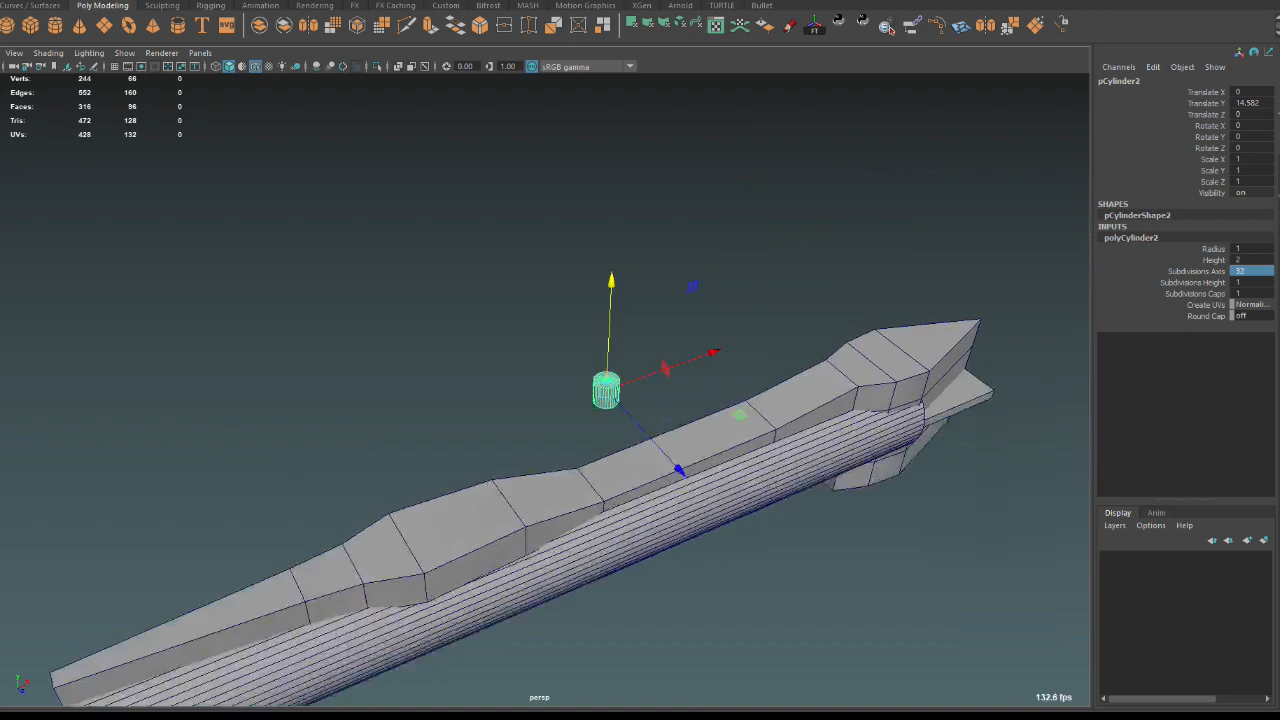 Curves / Surfaces Poly Modeling Sculpting Rigging Animation Rendering FX FX Caching Custom Bifrost MASH Motion Graphics XGen Arnold TURTLE Bullet
SVG FT
View Shading Lighting Show Renderer Panels
0.00 1.00 sRGB gamma
Verts: 244 66 0
Edges: 552 160 0
Faces: 316 96 0
Tris: 472 128 0
UVs: 428 132 0
persp
132.6 fps
Channels Edit Object Show
pCylinder2
Translate X 0
Translate Y 14.582
Translate Z 0
Rotate X 0
Rotate Y 0
Rotate Z 0
Scale X 1
Scale Y 1
Scale Z 1
Visibility on
SHAPES
pCylinderShape2
INPUTS
polyCylinder2
Radius 1
Height 2
Subdivisions Axis 32
Subdivisions Height 1
Subdivisions Caps 1
Create UVs Normali...
Round Cap off
Display Anim
Layers Options Help